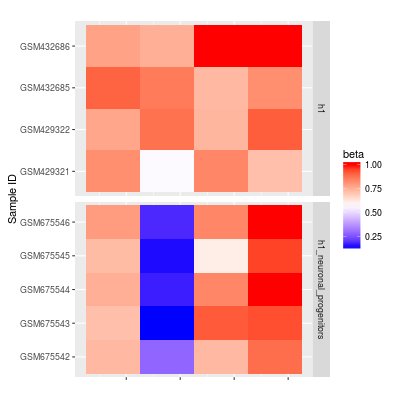 GSM432686
GSM432685
GSM429322
GSM429321
h1
GSM675546
GSM675545
GSM675544
GSM675543
GSM675542
h1_neuronal_progenitors
Sample ID
beta
1.00
0.75
0.50
0.25